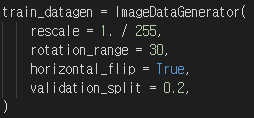 train_datagen = ImageDataGenerator(
    rescale = 1. / 255,
    rotation_range = 30,
    horizontal_flip = True,
    validation_split = 0.2,
)